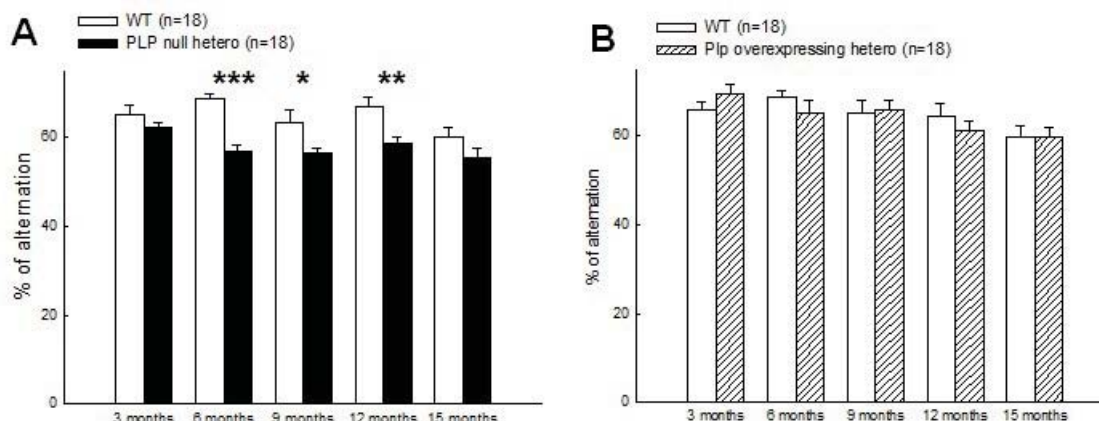 A
WT (n=18)
PLP null hetero (n=18)
*** * **
% of alternation
60
40
20
0
3 months 6 months 9 months 12 months 15 months
B
WT (n=18)
Plp overexpressing hetero (n=18)
% of alternation
60
40
20
0
3 months 6 months 9 months 12 months 15 months